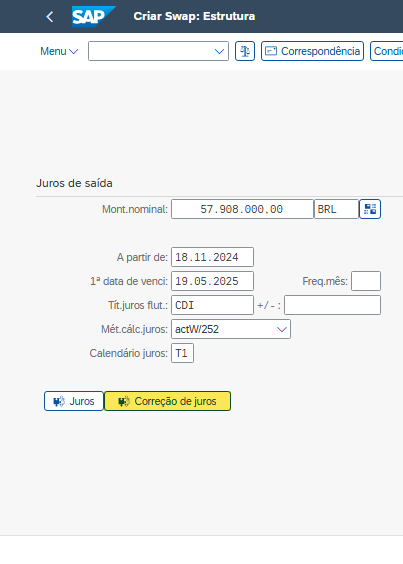 SAP Criar Swap: Estrutura
Menu Correspondência Condi
Juros de saída
Mont.nominal: 57.908.000,00 BRL
A partir de: 18.11.2024
1ª data de venci: 19.05.2025 Freq.mês:
Tít.juros flut.: CDI +/-:
Mét.cálc.juros: actW/252
Calendário juros: T1
Juros Correção de juros